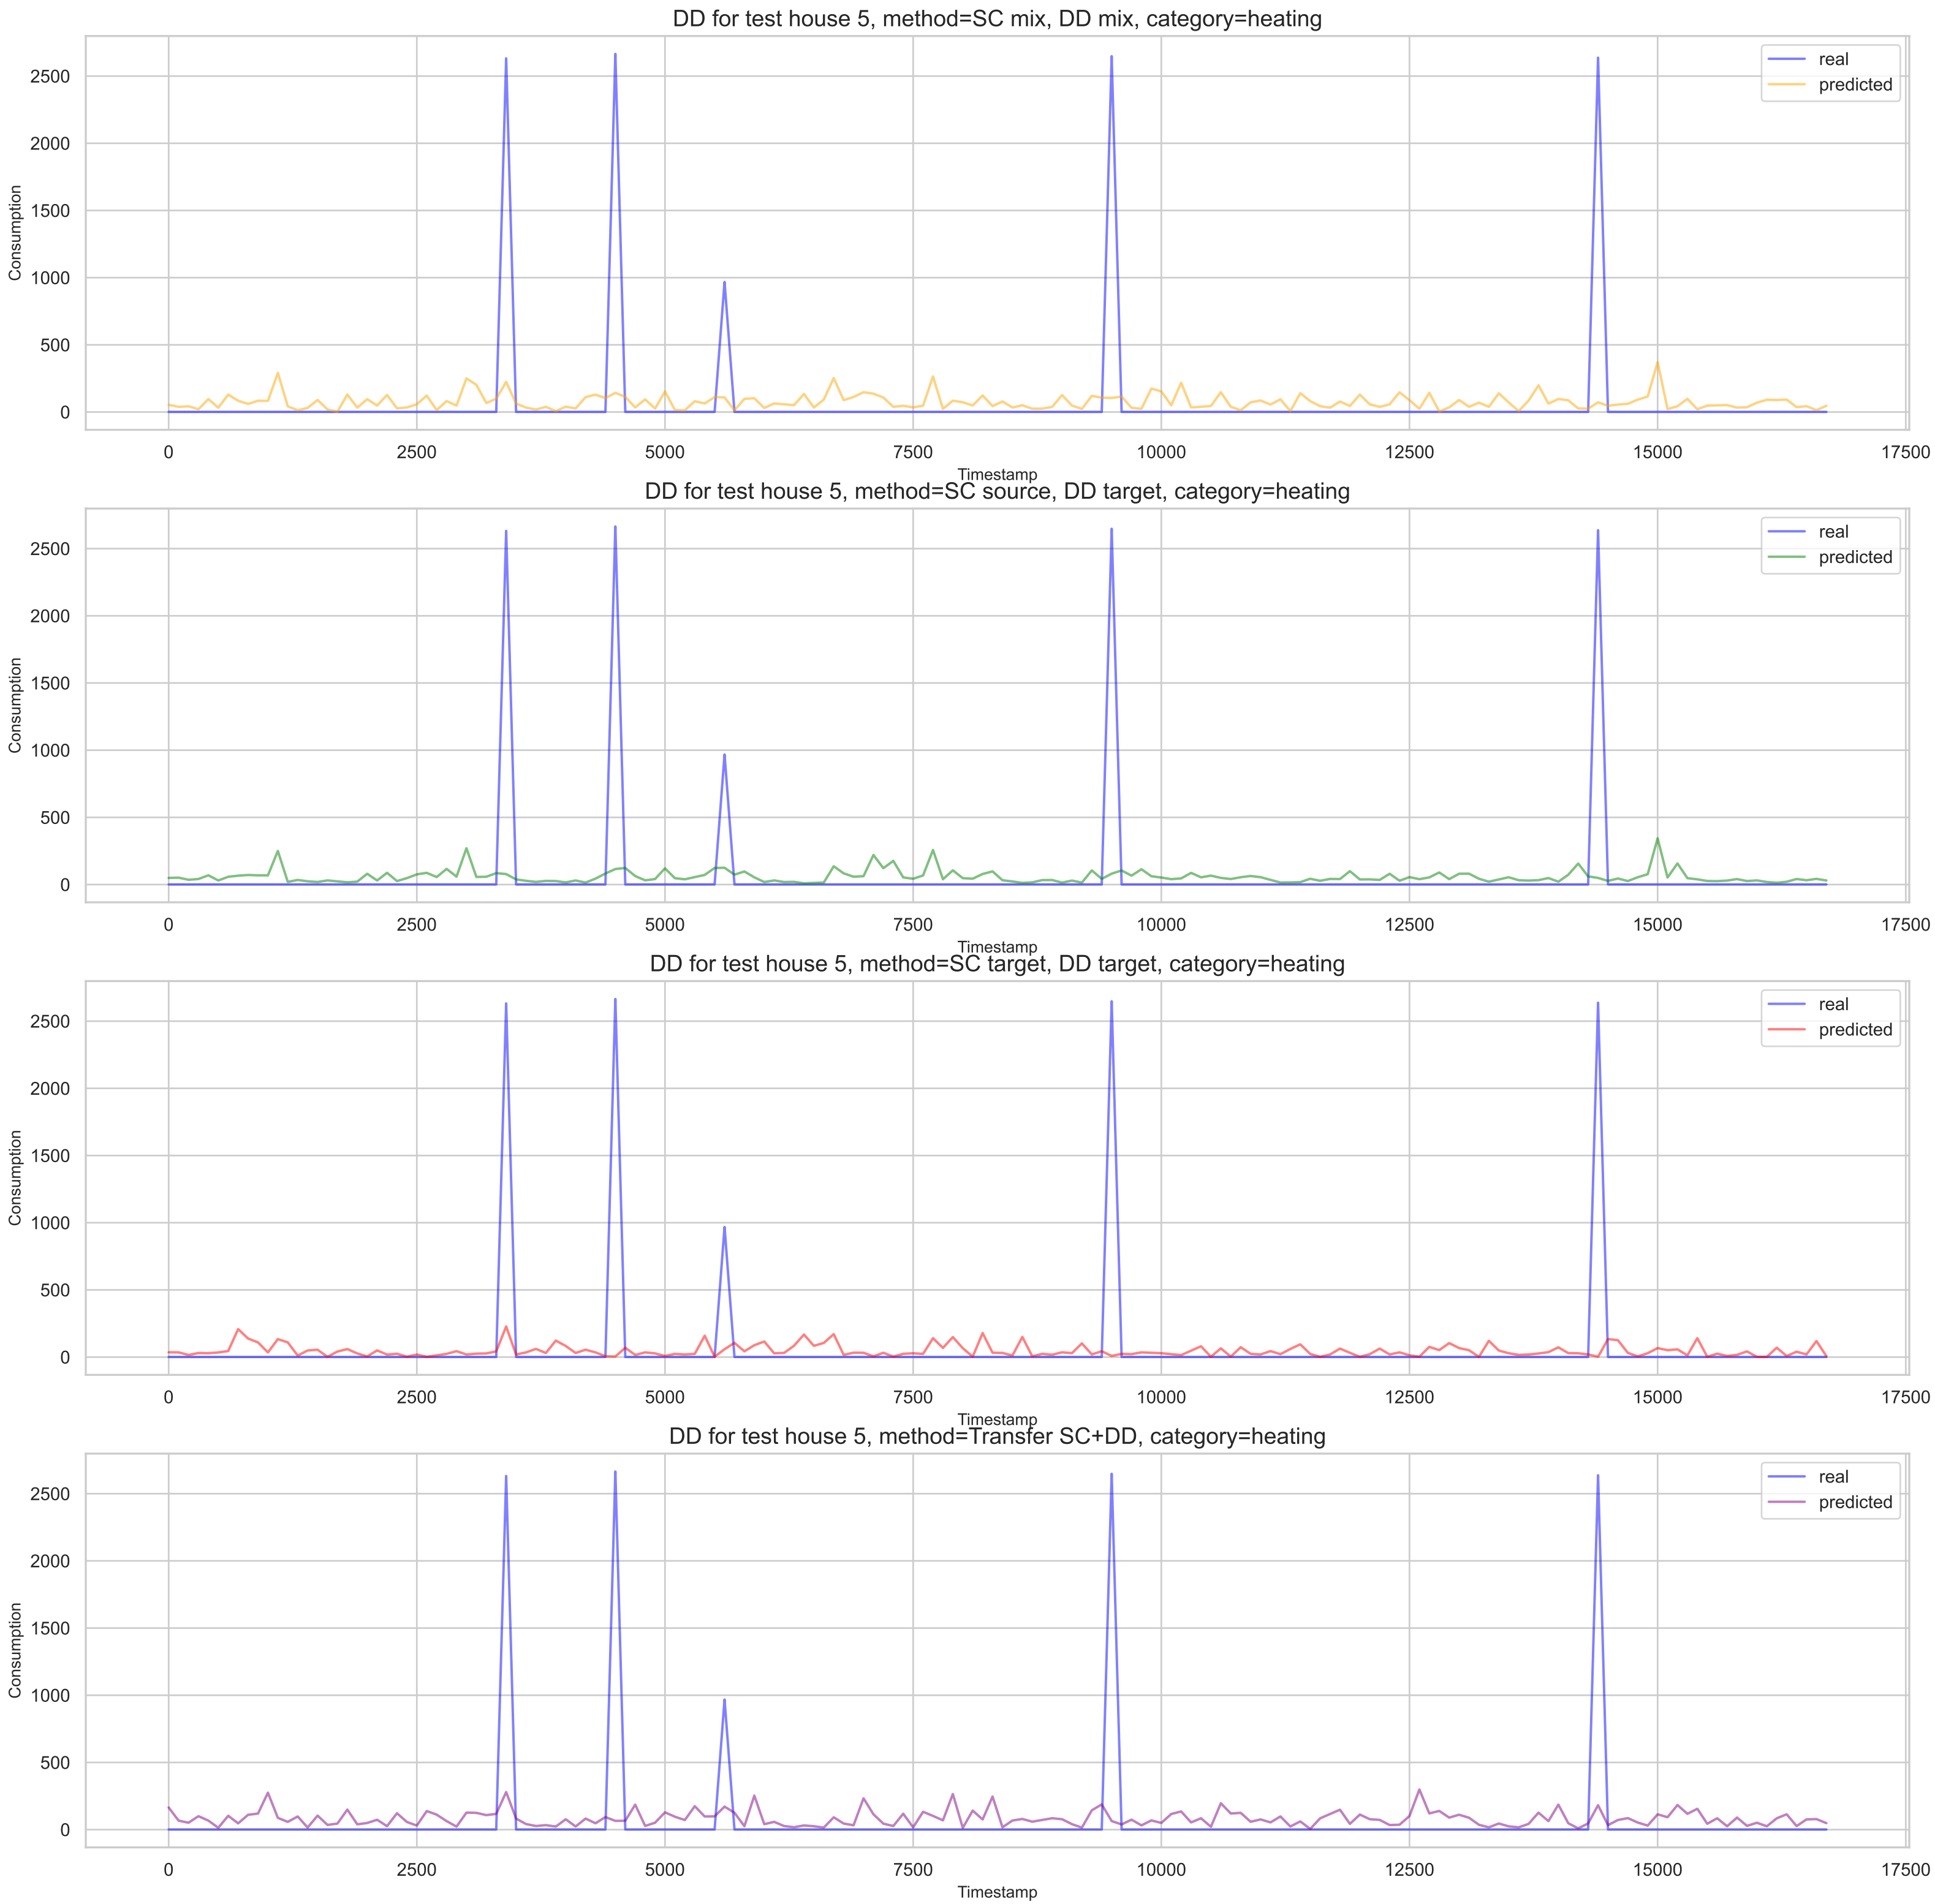 DD for test house 5, method=SC mix, DD mix, category=heating
real
predicted
Consumption
2500
2000
1500
1000
500
0
0 2500 5000 7500 10000 12500 15000 17500
Timestamp
DD for test house 5, method=SC source, DD target, category=heating
real
predicted
Consumption
2500
2000
1500
1000
500
0
0 2500 5000 7500 10000 12500 15000 17500
Timestamp
DD for test house 5, method=SC target, DD target, category=heating
real
predicted
Consumption
2500
2000
1500
1000
500
0
0 2500 5000 7500 10000 12500 15000 17500
Timestamp
DD for test house 5, method=Transfer SC+DD, category=heating
real
predicted
Consumption
2500
2000
1500
1000
500
0
0 2500 5000 7500 10000 12500 15000 17500
Timestamp